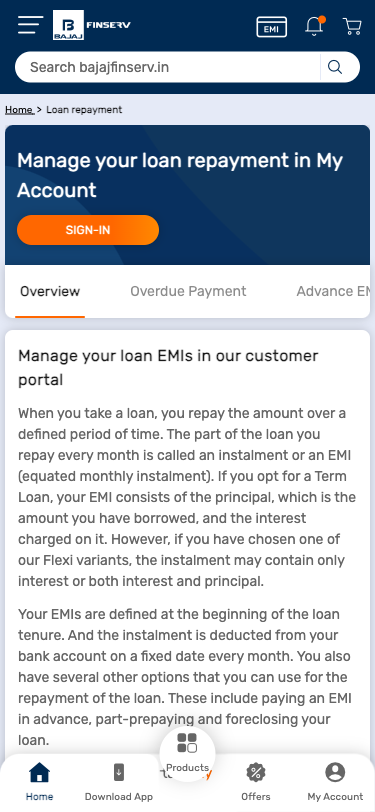 B
BAJAJ
FINSERV
EMI
Search bajajfinserv.in
Home > Loan repayment
Manage your loan repayment in My
Account
SIGN-IN
Overview
Overdue Payment
Advance EM
Manage your loan EMIs in our customer
portal
When you take a loan, you repay the amount over a
defined period of time. The part of the loan you
repay every month is called an instalment or an EMI
(equated monthly instalment). If you opt for a Term
Loan, your EMI consists of the principal, which is the
amount you have borrowed, and the interest
charged on it. However, if you have chosen one of
our Flexi variants, the instalment may contain only
interest or both interest and principal.
Your EMIs are defined at the beginning of the loan
tenure. And the instalment is deducted from your
bank account on a fixed date every month. You also
have several other options that you can use for the
repayment of the loan. These include paying an EMI
in advance, part-prepaying and foreclosing your
loan.
Products
Home
Download App
Offers
My Account